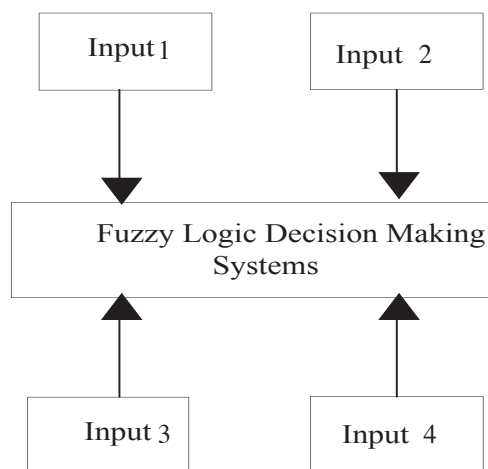 Input 1
Input 2
Fuzzy Logic Decision Making
Systems
Input 3
Input 4